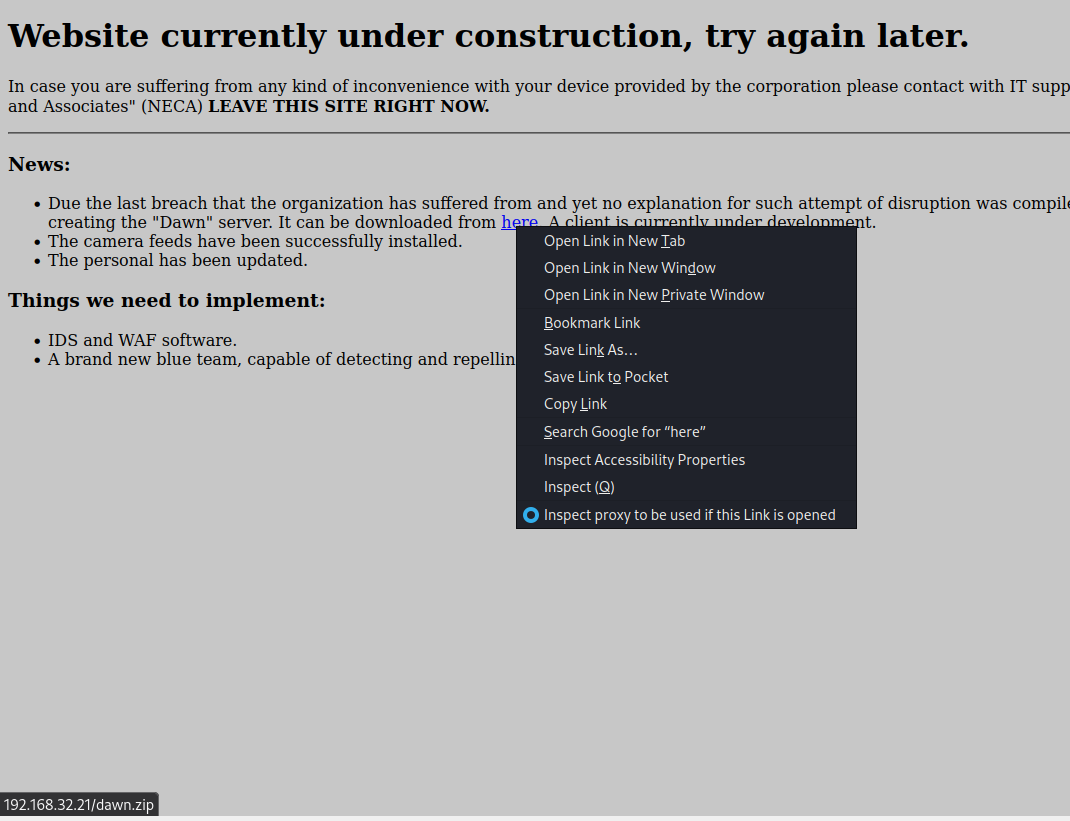 Website currently under construction, try again later.
In case you are suffering from any kind of inconvenience with your device provided by the corporation please contact with IT
and Associates" (NECA) LEAVE THIS SITE RIGHT NOW.
News:
• Due the last breach that the organization has suffered from and yet no explanation for such attempt of disruption was
creating the "Dawn" server. It can be downloaded from here. A client is currently under development.
• The camera feeds have been successfully installed.
• The personal has been updated.
Things we need to implement:
• IDS and WAF software.
• A brand new blue team, capable of detecting and
Open Link in New Tab
Open Link in New Window
Open Link in New Private Window
Bookmark Link
Save Link As...
Save Link to Pocket
Copy Link
Search Google for “here”
Inspect Accessibility Properties
Inspect (Q)
Inspect proxy to be used if this Link is opened
192.168.32.21/dawn.zip